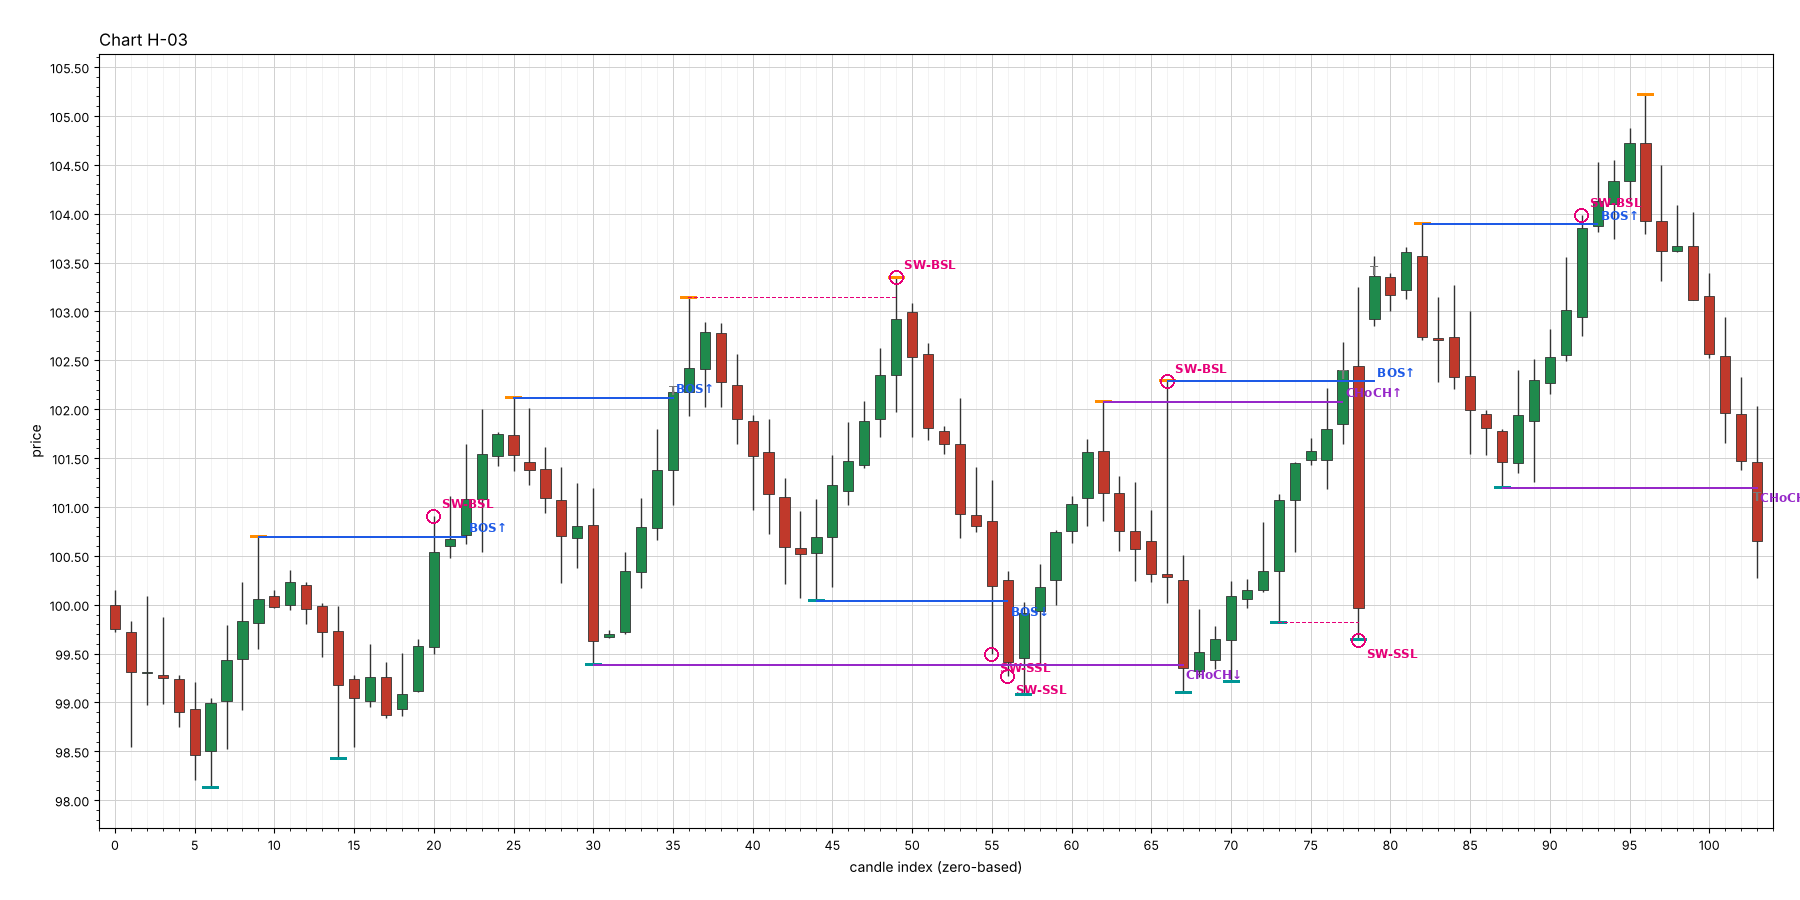 Chart H-03
105.50
105.00
104.50
104.00
103.50
103.00
102.50
102.00
101.50
101.00
100.50
100.00
99.50
99.00
98.50
98.00
price
SW-BSL
BOS↑
BOS↑
SW-BSL
BOS↓
SW-SSL
SW-SSL
CHoCH↓
SW-BSL
BOS↑
CHoCH↑
SW-SSL
SW-BSL
BOS↑
CHoCH
0 5 10 15 20 25 30 35 40 45 50 55 60 65 70 75 80 85 90 95 100
candle index (zero-based)